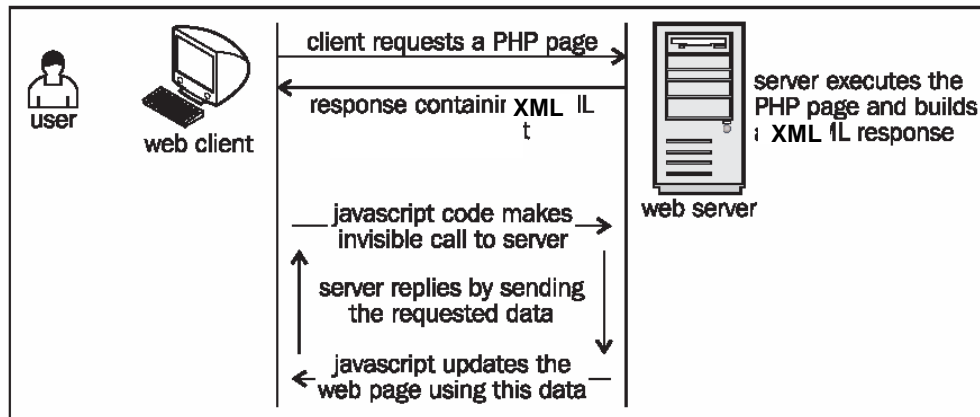 client requests a PHP page
response containin XML IL
t
user
web client
server executes the
PHP page and builds
XML IL response
web server
javascript code makes
invisible call to server
server replies by sending
the requested data
javascript updates the
web page using this data